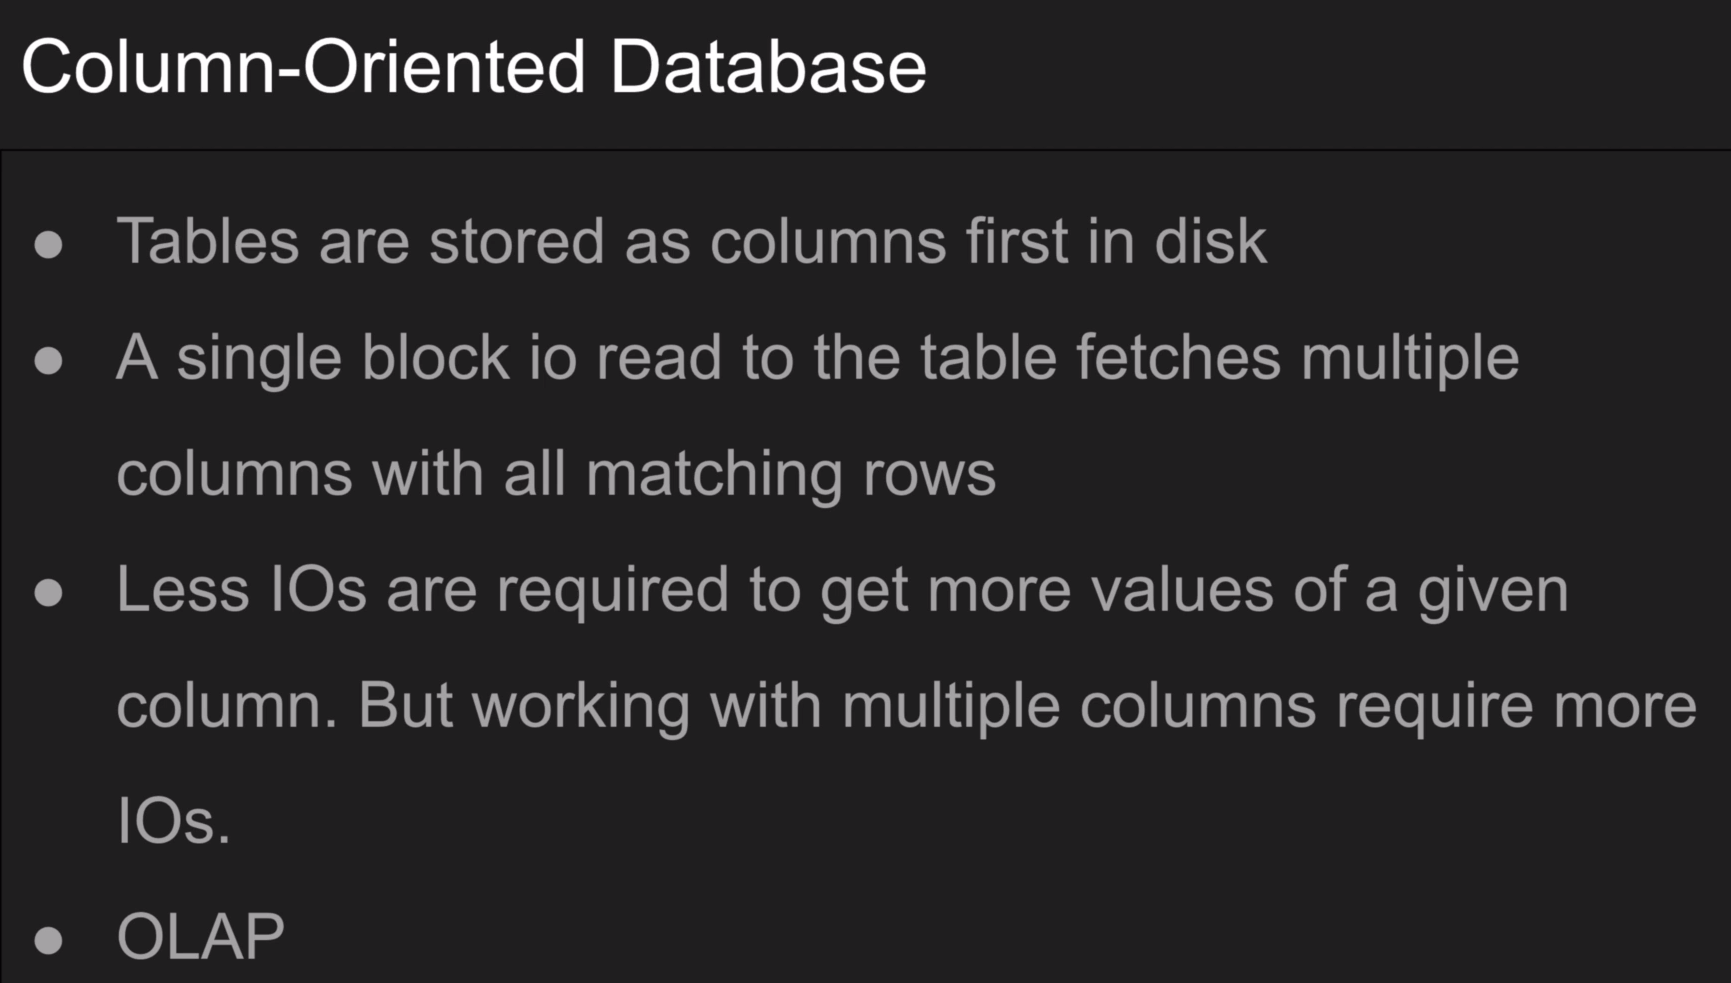 Column-Oriented Database
● Tables are stored as columns first in disk
● A single block io read to the table fetches multiple
columns with all matching rows
● Less IOs are required to get more values of a given
column. But working with multiple columns require more
IOs.
● OLAP